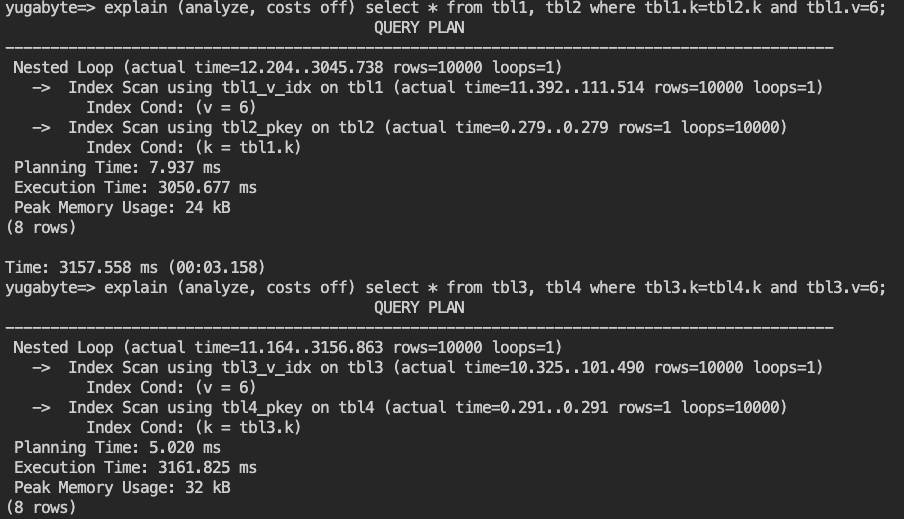 yugabyte=> explain (analyze, costs off) select * from tbl1, tbl2 where tbl1.k=tbl2.k and tbl1.v=6;
QUERY PLAN
-----------------------------------------------------------------------------------
Nested Loop (actual time=12.204..3045.738 rows=10000 loops=1)
->  Index Scan using tbl1_v_idx on tbl1 (actual time=11.392..111.514 rows=10000 loops=1)
Index Cond: (v = 6)
->  Index Scan using tbl2_pkey on tbl2 (actual time=0.279..0.279 rows=1 loops=10000)
Index Cond: (k = tbl1.k)
Planning Time: 7.937 ms
Execution Time: 3050.677 ms
Peak Memory Usage: 24 kB
(8 rows)

Time: 3157.558 ms (00:03.158)
yugabyte=> explain (analyze, costs off) select * from tbl3, tbl4 where tbl3.k=tbl4.k and tbl3.v=6;
QUERY PLAN
-----------------------------------------------------------------------------------
Nested Loop (actual time=11.164..3156.863 rows=10000 loops=1)
->  Index Scan using tbl3_v_idx on tbl3 (actual time=10.325..101.490 rows=10000 loops=1)
Index Cond: (v = 6)
->  Index Scan using tbl4_pkey on tbl4 (actual time=0.291..0.291 rows=1 loops=10000)
Index Cond: (k = tbl3.k)
Planning Time: 5.020 ms
Execution Time: 3161.825 ms
Peak Memory Usage: 32 kB
(8 rows)